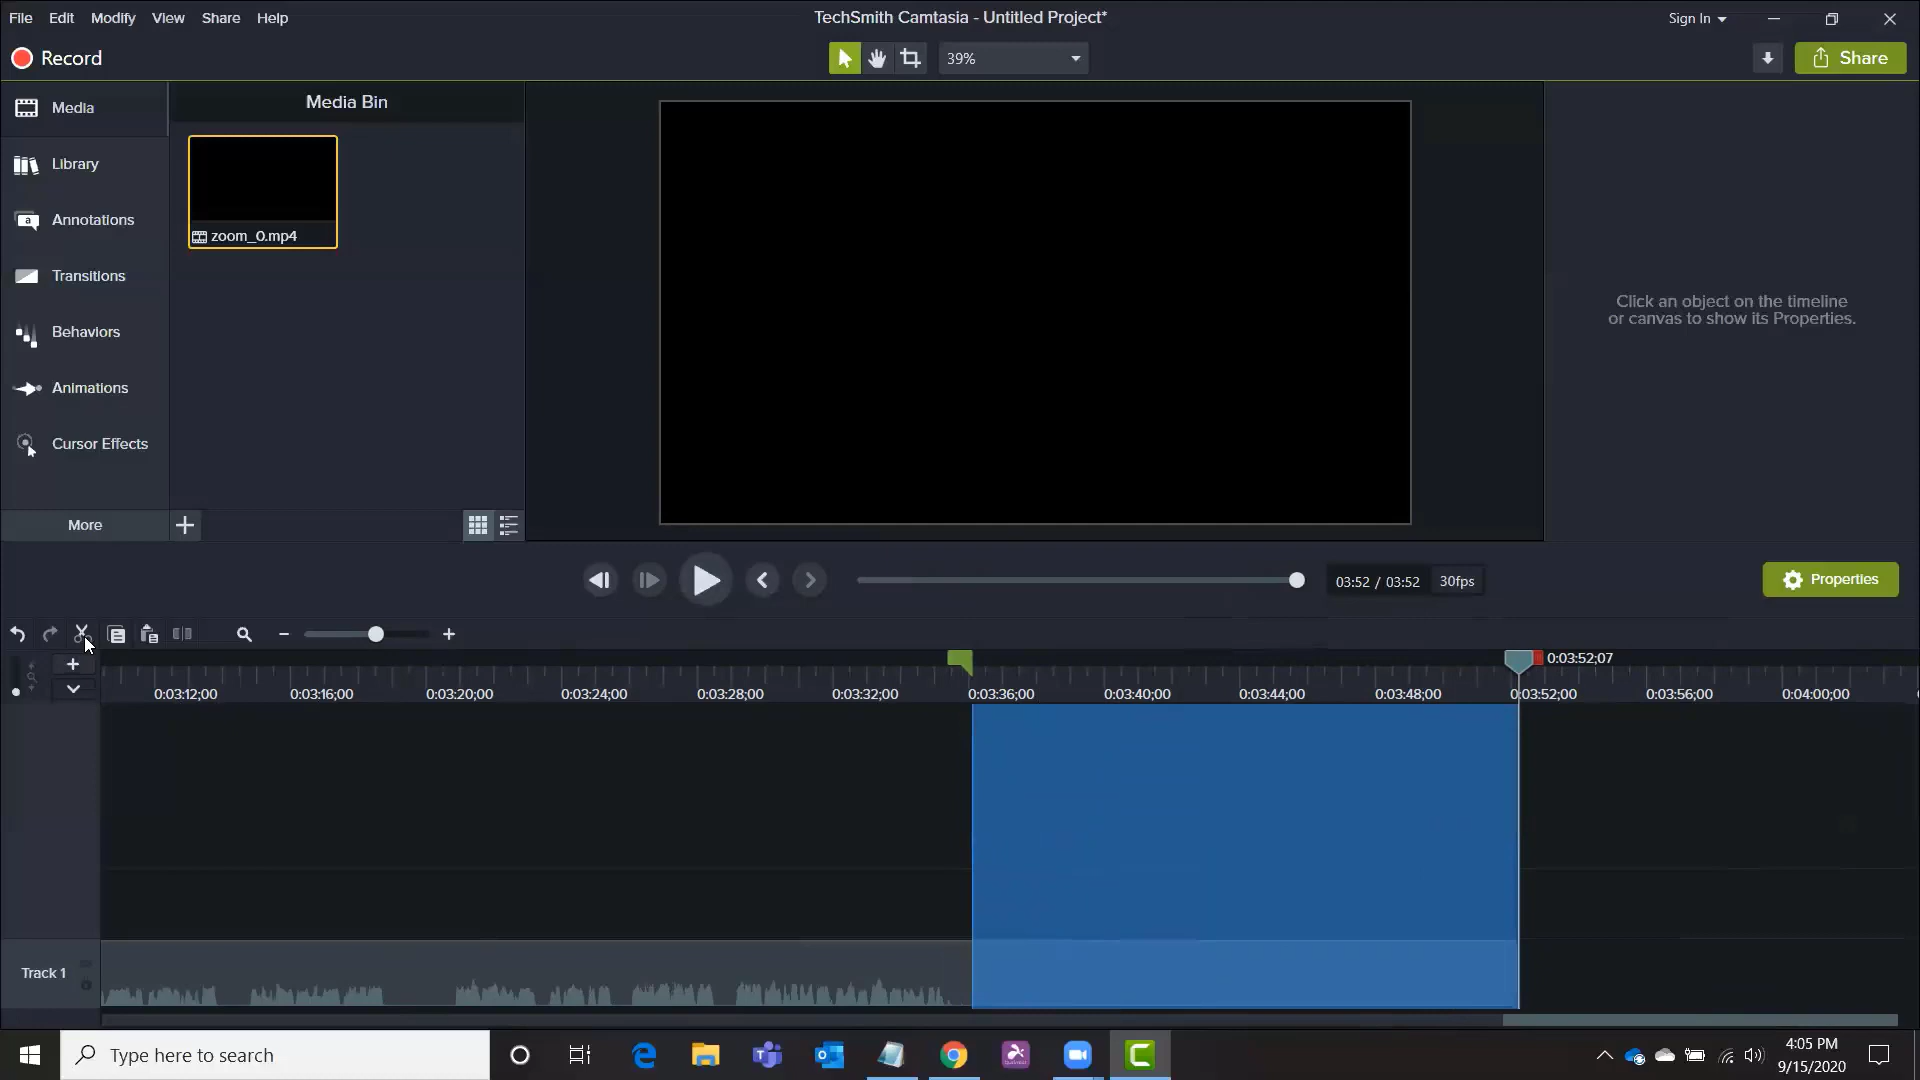 File Edit Modify View Share Help
TechSmith Camtasia - Untitled Project*
Sign In
Record
39%
Share
Media
Library
Annotations
Transitions
Behaviors
Animations
Cursor Effects
More
Media Bin
zoom_0.mp4
Click an object on the timeline
or canvas to show its Properties.
03:52 / 03:52 30fps
Properties
0:03:52;07
0:03:12;00 0:03:16;00 0:03:20;00 0:03:24;00 0:03:28;00 0:03:32;00 0:03:36;00 0:03:40;00 0:03:44;00 0:03:48;00 0:03:52;00 0:03:56;00 0:04:00;00
Track 1
Type here to search
4:05 PM
9/15/2020